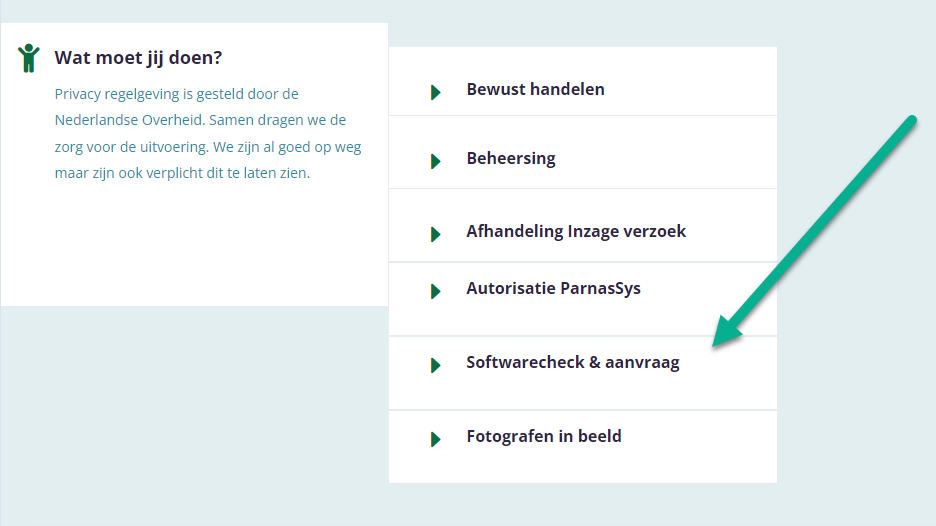 Wat moet jij doen?
Privacy regelgeving is gesteld door de
Nederlandse Overheid. Samen dragen we de
zorg voor de uitvoering. We zijn al goed op weg
maar zijn ook verplicht dit te laten zien.
Bewust handelen
Beheersing
Afhandeling Inzage verzoek
Autorisatie ParnasSys
Softwarecheck & aanvraag
Fotografen in beeld